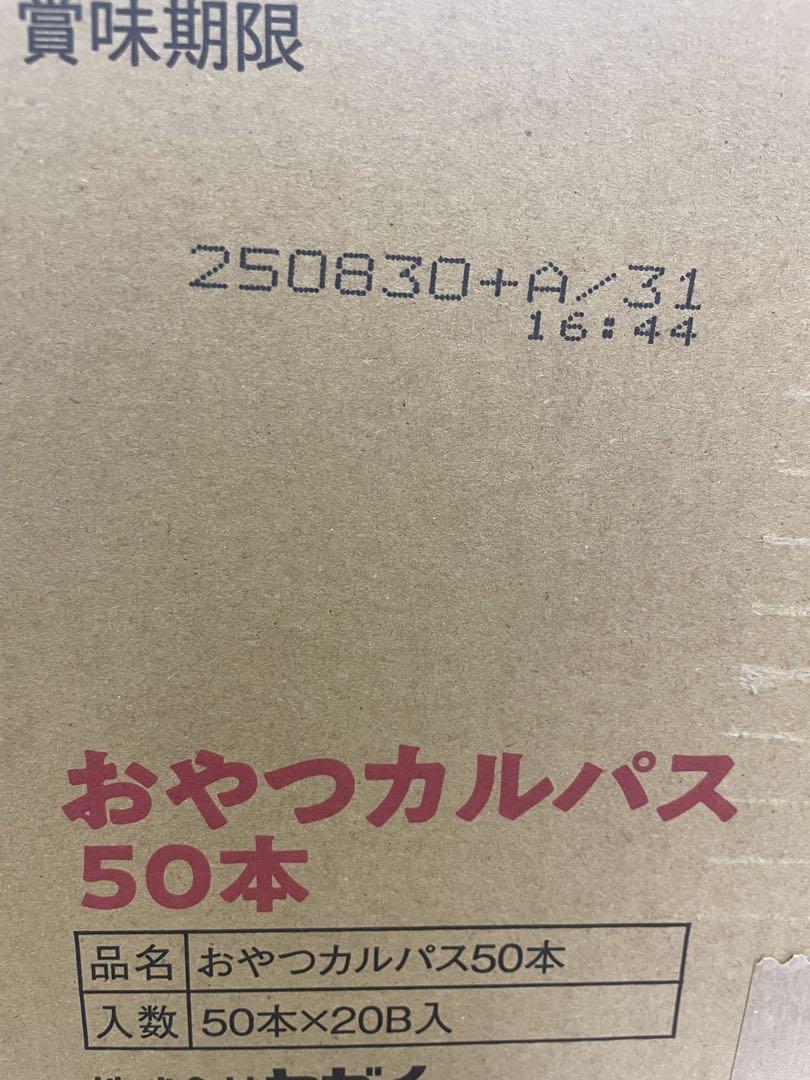 賞味期限
250830+A/31
16:44
おやつカルパス
50本
品名 おやつカルパス50本
入数 50本×20B入